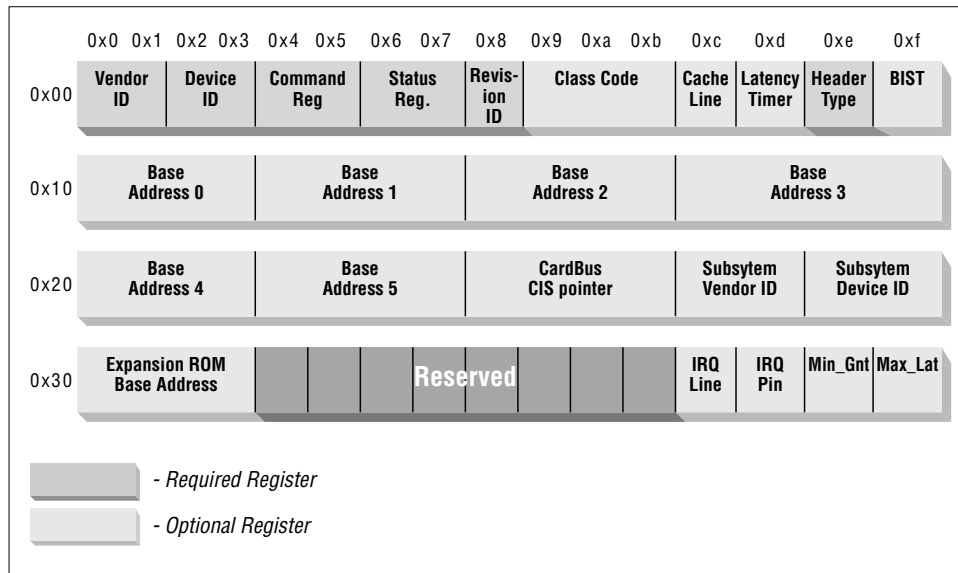 0x0 0x1 0x2 0x3 0x4 0x5 0x6 0x7 0x8 0x9 0xa 0xb 0xc 0xd 0xe 0xf
0x00
Vendor
ID
Device
ID
Command
Reg
Status
Reg.
Revis-
ion
ID
Class Code
Cache
Line
Latency
Timer
Header
Type
BIST
0x10
Base
Address 0
Base
Address 1
Base
Address 2
Base
Address 3
0x20
Base
Address 4
Base
Address 5
CardBus
CIS pointer
Subsytem
Vendor ID
Subsytem
Device ID
0x30
Expansion ROM
Base Address
Reserved
IRQ
Line
IRQ
Pin
Min_Gnt
Max_Lat
- Required Register
- Optional Register